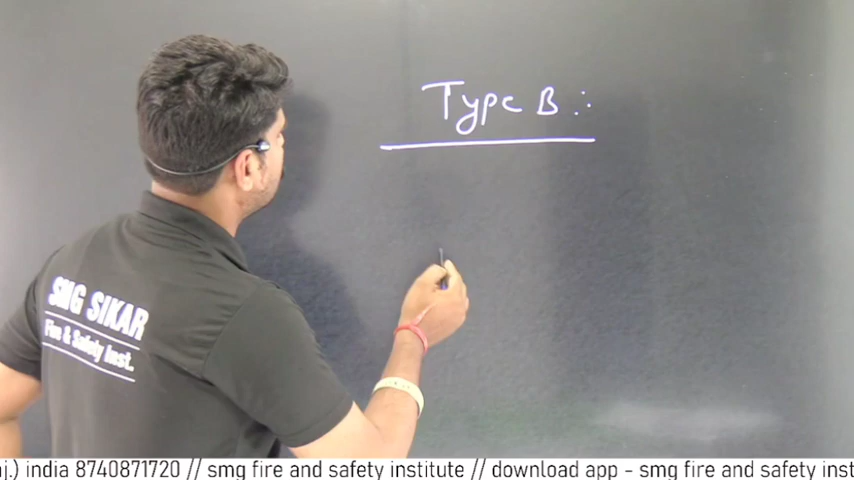 Type B :-
SMG SIKAR
Fire & Safety Inst.
aj.) india 8740871720 // smg fire and safety institute // download app - smg fire and safety inst